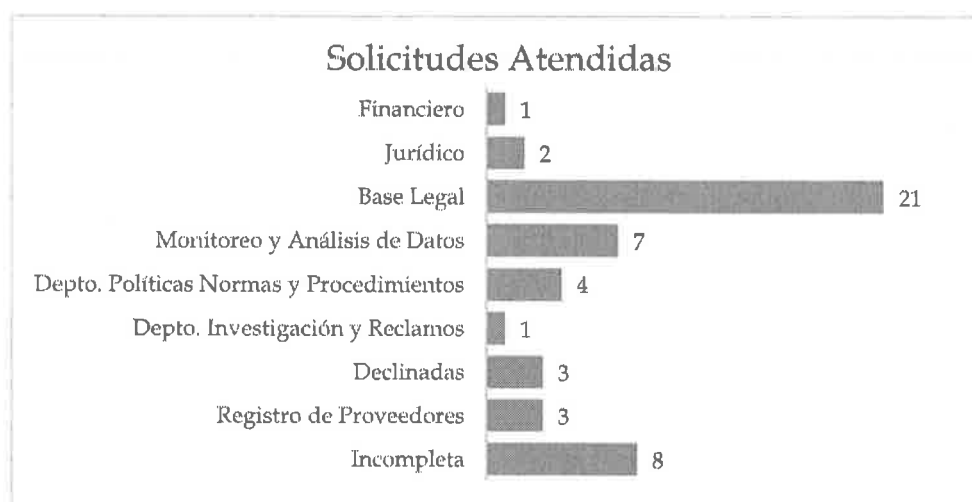 Solicitudes Atendidas
Financiero 1
Jurídico 2
Base Legal 21
Monitoreo y Análisis de Datos 7
Depto. Políticas Normas y Procedimientos 4
Depto. Investigación y Reclamos 1
Declinadas 3
Registro de Proveedores 3
Incompleta 8